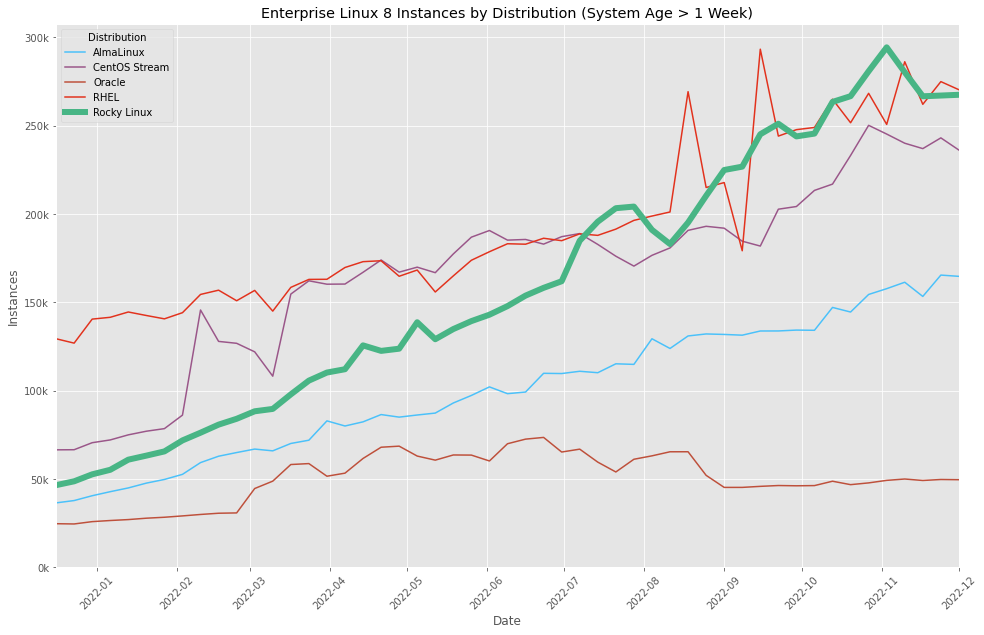 Enterprise Linux 8 Instances by Distribution (System Age > 1 Week)
Distribution
AlmaLinux
CentOS Stream
Oracle
RHEL
Rocky Linux
300k
250k
200k
150k
100k
50k
0k
Instances
2022-01
2022-02
2022-03
2022-04
2022-05
2022-06
2022-07
2022-08
2022-09
2022-10
2022-11
2022-12
Date